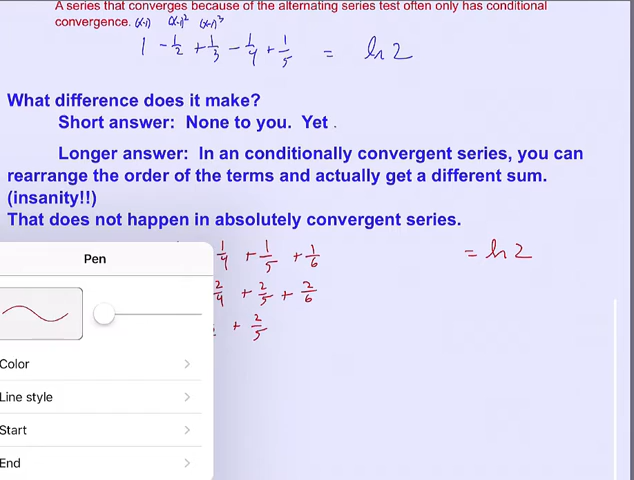 A series that converges because of the alternating series test often only has conditional
convergence. (x-1) (x-1)² (x-1)³
1 - 1/2 + 1/3 - 1/4 + 1/5 = ln 2
What difference does it make?
Short answer: None to you. Yet .
Longer answer: In an conditionally convergent series, you can
rearrange the order of the terms and actually get a different sum.
(insanity!!)
That does not happen in absolutely convergent series.
1/4 + 1/5 + 1/6 = ln 2
Pen
2/4 + 2/5 + 2/6
+ 2/5
Color
Line style
Start
End